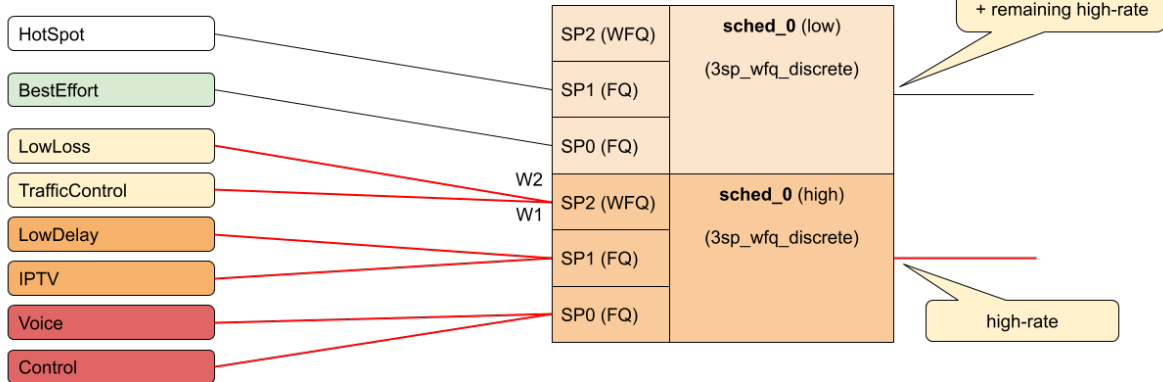 + remaining high-rate
HotSpot
BestEffort
LowLoss
TrafficControl
LowDelay
IPTV
Voice
Control
W2
W1
SP2 (WFQ)
SP1 (FQ)
SP0 (FQ)
SP2 (WFQ)
SP1 (FQ)
SP0 (FQ)
sched_0 (low)
(3sp_wfq_discrete)
sched_0 (high)
(3sp_wfq_discrete)
high-rate